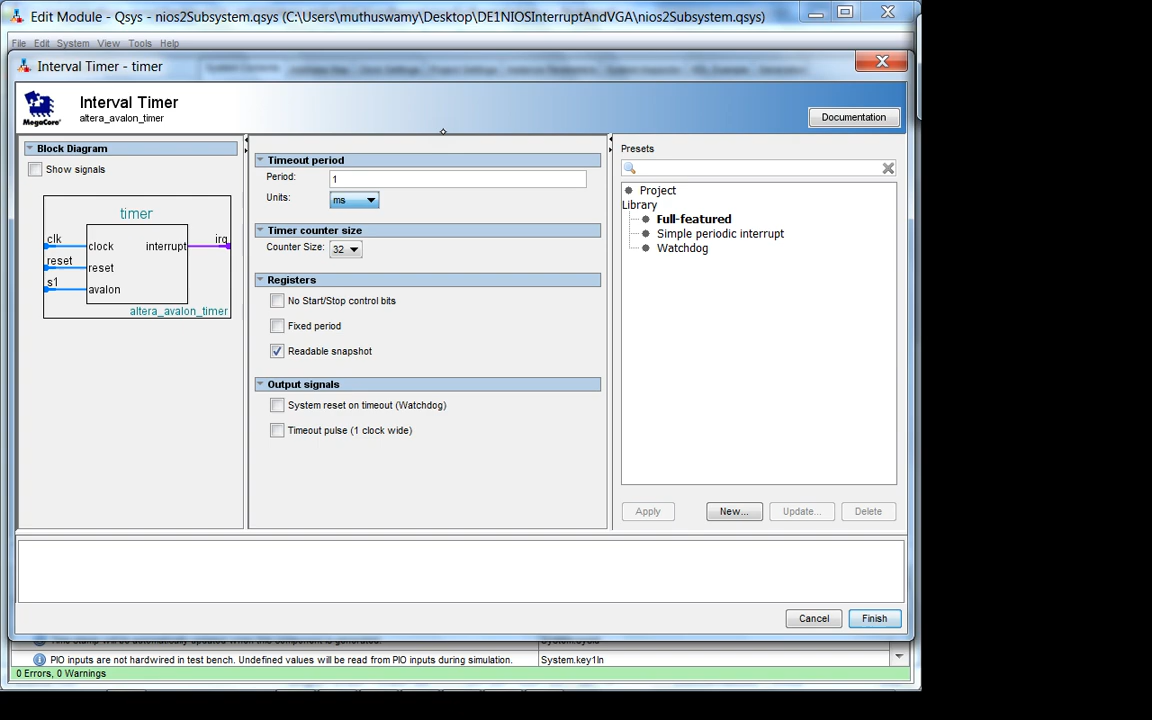 Edit Module - Qsys - nios2Subsystem.qsys (C:\Users\muthuswamy\Desktop\DE1NIOSInterruptAndVGA\nios2Subsystem.qsys)
File Edit System View Tools Help
Interval Timer - timer
MegaCore'
Interval Timer
altera_avalon_timer
Documentation
Block Diagram
Show signals
timer
clk
clock
interrupt
irq
reset
reset
s1
avalon
altera_avalon_timer
Timeout period
Period: 1
Units: ms
Timer counter size
Counter Size: 32
Registers
No Start/Stop control bits
Fixed period
Readable snapshot
Output signals
System reset on timeout (Watchdog)
Timeout pulse (1 clock wide)
Presets
Project
Library
Full-featured
Simple periodic interrupt
Watchdog
Apply New... Update... Delete
Cancel Finish
PIO inputs are not hardwired in test bench. Undefined values will be read from PIO inputs during simulation. System.key1In
0 Errors, 0 Warnings